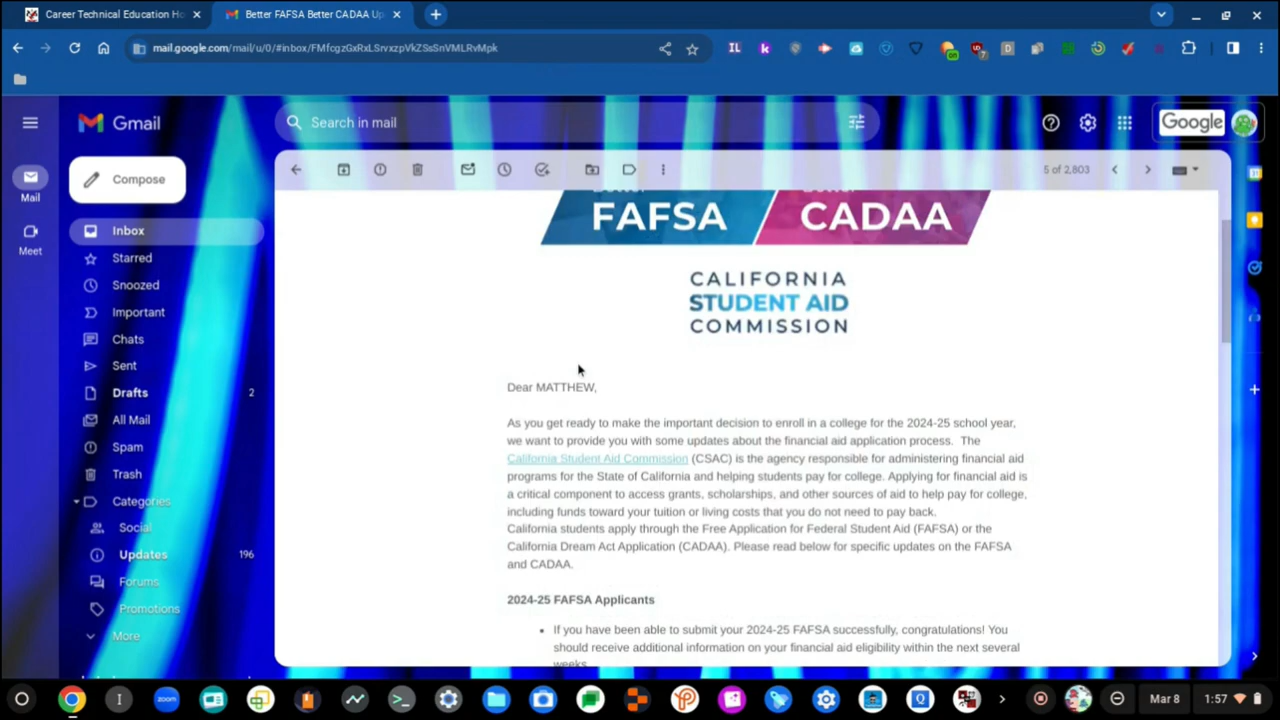 Career Technical Education Ho
Better FAFSA Better CADAA Up
mail.google.com/mail/u/0/#inbox/FMfcgzGxRxLSrvxzpVkZSsSnVMLRvMpk
Gmail
Search in mail
Google
Compose
5 of 2,803
Mail
Meet
Inbox
Starred
Snoozed
Important
Chats
Sent
Drafts 2
All Mail
Spam
Trash
Categories
Social
Updates 196
Forums
Promotions
More
FAFSA CADAA
CALIFORNIA
STUDENT AID
COMMISSION
Dear MATTHEW,
As you get ready to make the important decision to enroll in a college for the 2024-25 school year,
we want to provide you with some updates about the financial aid application process. The
California Student Aid Commission (CSAC) is the agency responsible for administering financial aid
programs for the State of California and helping students pay for college. Applying for financial aid is
a critical component to access grants, scholarships, and other sources of aid to help pay for college,
including funds toward your tuition or living costs that you do not need to pay back.
California students apply through the Free Application for Federal Student Aid (FAFSA) or the
California Dream Act Application (CADAA). Please read below for specific updates on the FAFSA
and CADAA.
2024-25 FAFSA Applicants
• If you have been able to submit your 2024-25 FAFSA successfully, congratulations! You
should receive additional information on your financial aid eligibility within the next several
weeks
zoom
Mar 8
1:57